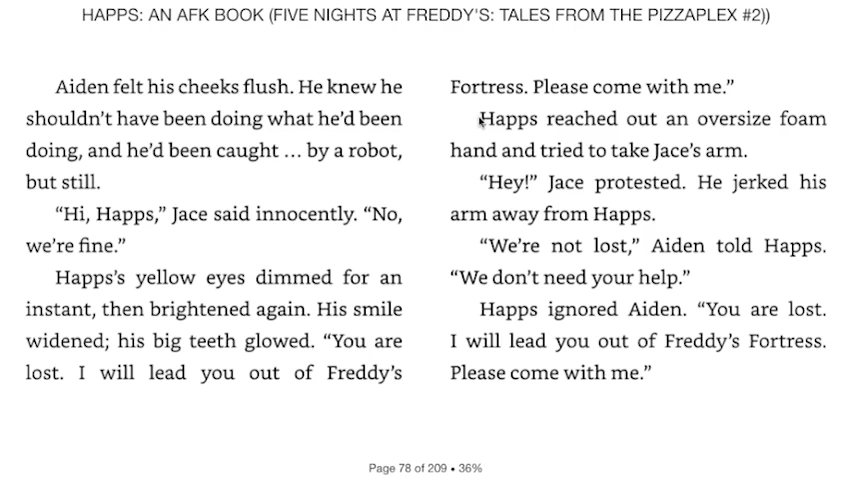 HAPPS: AN AFK BOOK (FIVE NIGHTS AT FREDDY'S: TALES FROM THE PIZZAPLEX #2))
Aiden felt his cheeks flush. He knew he
shouldn’t have been doing what he’d been
doing, and he’d been caught … by a robot,
but still.
“Hi, Happs,” Jace said innocently. “No,
we’re fine.”
Happs’s yellow eyes dimmed for an
instant, then brightened again. His smile
widened; his big teeth glowed. “You are
lost. I will lead you out of Freddy’s
Fortress. Please come with me.”
Happs reached out an oversize foam
hand and tried to take Jace’s arm.
“Hey!” Jace protested. He jerked his
arm away from Happs.
“We’re not lost,” Aiden told Happs.
“We don’t need your help.”
Happs ignored Aiden. “You are lost.
I will lead you out of Freddy’s Fortress.
Please come with me.”
Page 78 of 209 • 36%